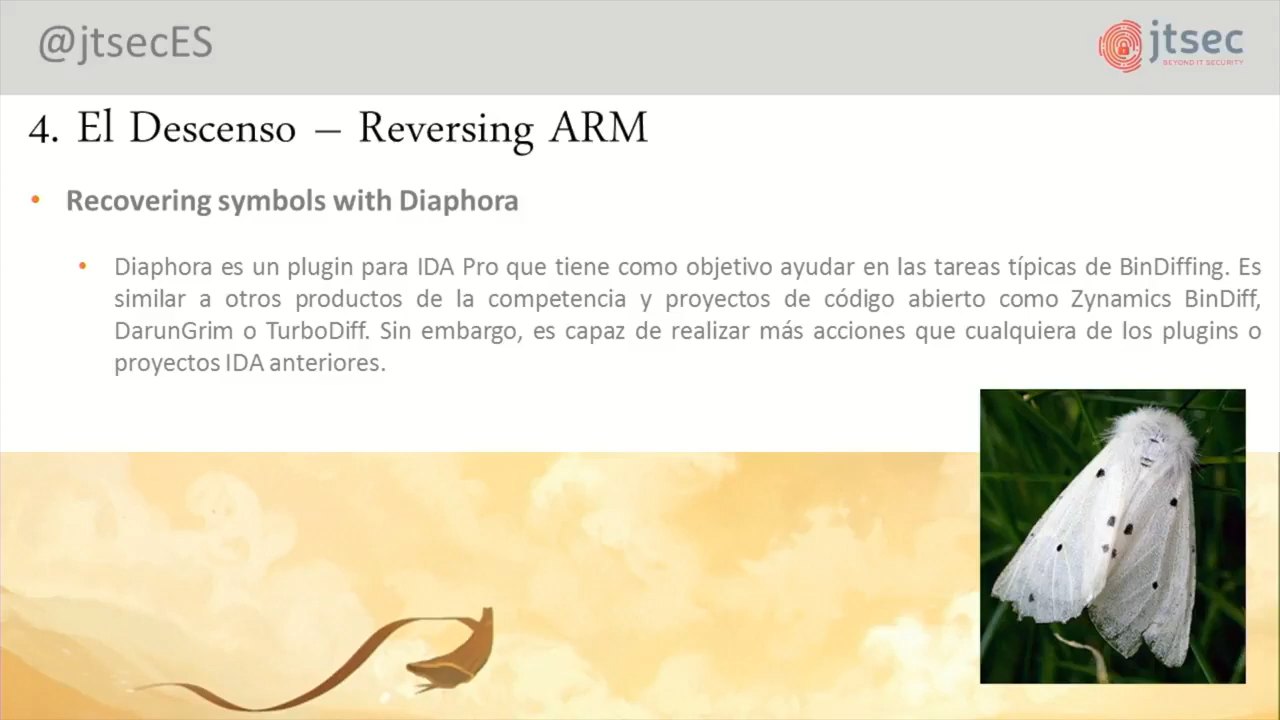 @jtsecES
jtsec
BEYOND IT SECURITY
4. El Descenso – Reversing ARM
• Recovering symbols with Diaphora
• Diaphora es un plugin para IDA Pro que tiene como objetivo ayudar en las tareas típicas de BinDiffing. Es
similar a otros productos de la competencia y proyectos de código abierto como Zynamics BinDiff,
DarunGrim o TurboDiff. Sin embargo, es capaz de realizar más acciones que cualquiera de los plugins o
proyectos IDA anteriores.